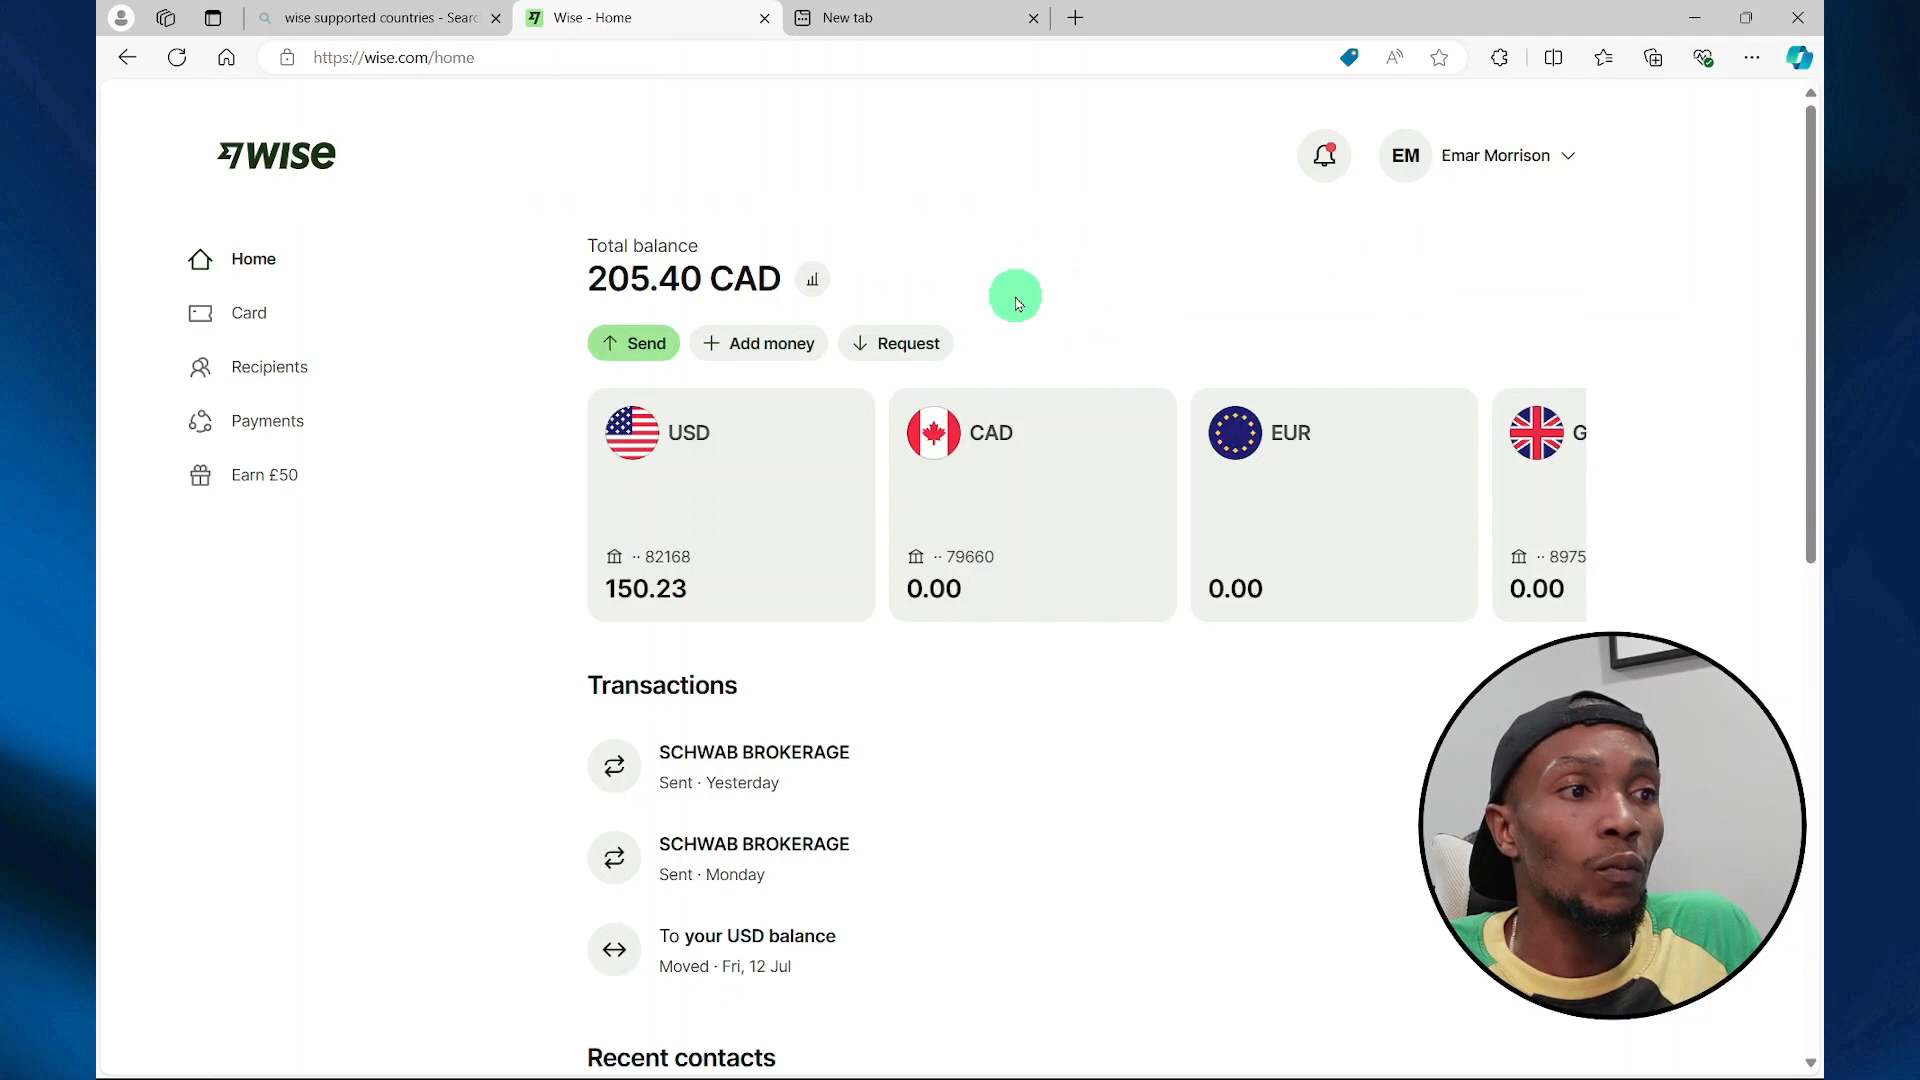 wise supported countries - Searc
Wise - Home
New tab
https://wise.com/home
WISE
EM
Emar Morrison
Home
Card
Recipients
Payments
Earn £50
Total balance
205.40 CAD
Send
Add money
Request
USD
·· 82168
150.23
CAD
·· 79660
0.00
EUR
0.00
G
·· 8975
0.00
Transactions
SCHWAB BROKERAGE
Sent · Yesterday
SCHWAB BROKERAGE
Sent · Monday
To your USD balance
Moved · Fri, 12 Jul
Recent contacts